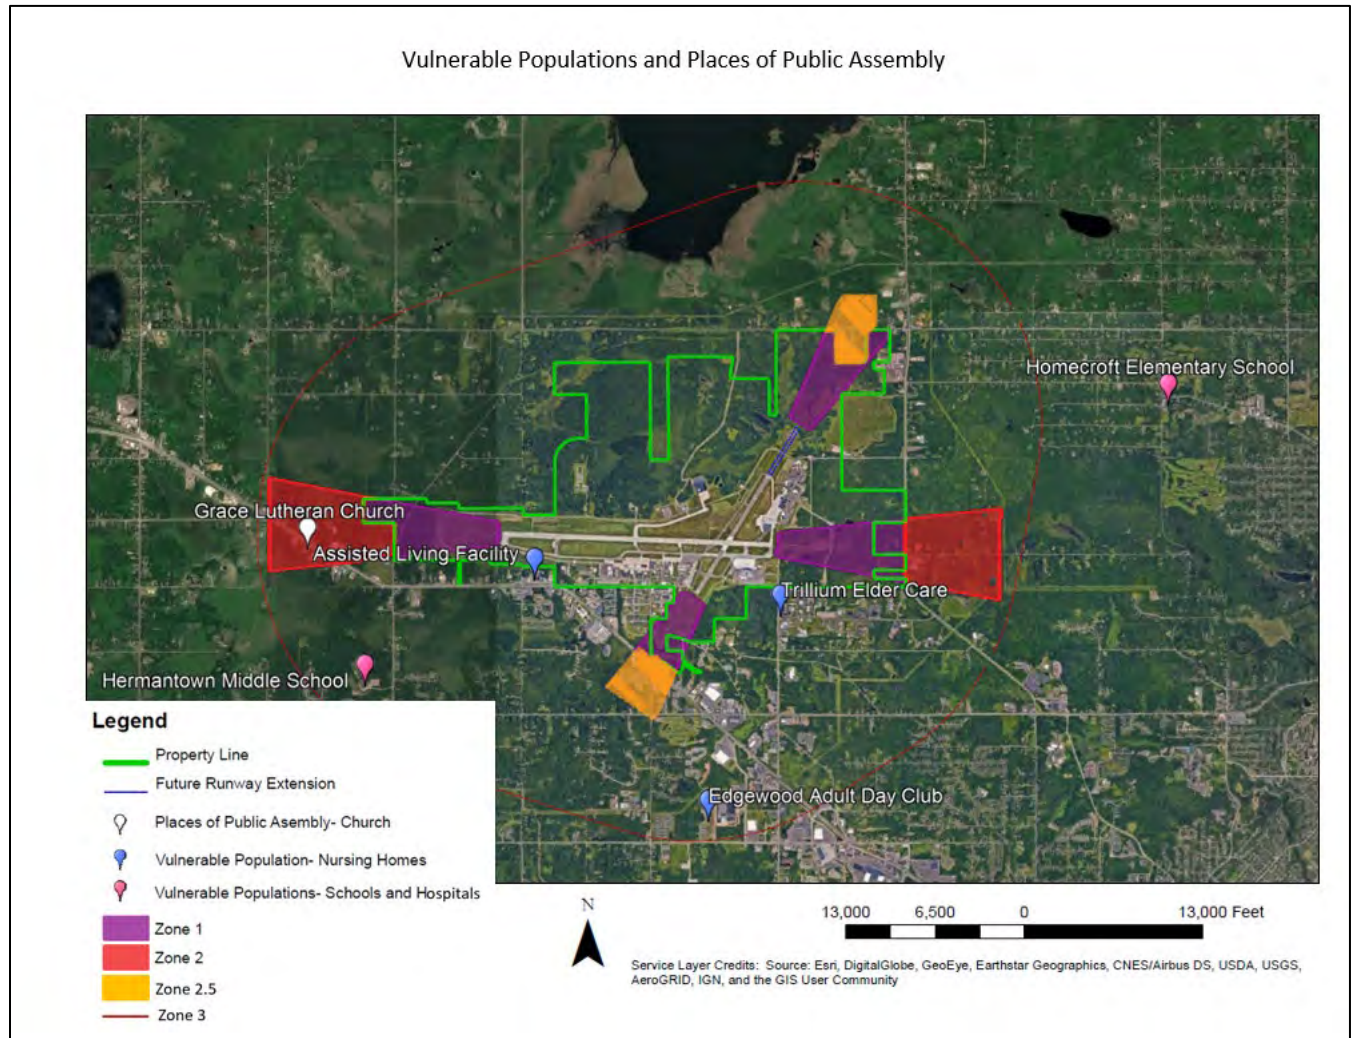 Vulnerable Populations and Places of Public Assembly
Homecroft Elementary School
Grace Lutheran Church
Assisted Living Facility
Trillium Elder Care
Hermantown Middle School
Edgewood Adult Day Club
Legend
Property Line
Future Runway Extension
Places of Public Asembly- Church
Vulnerable Population- Nursing Homes
Vulnerable Populations- Schools and Hospitals
Zone 1
Zone 2
Zone 2.5
Zone 3
N
13,000 6,500 0 13,000 Feet
Service Layer Credits: Source: Esri, DigitalGlobe, GeoEye, Earthstar Geographics, CNES/Airbus DS, USDA, USGS,
AeroGRID, IGN, and the GIS User Community